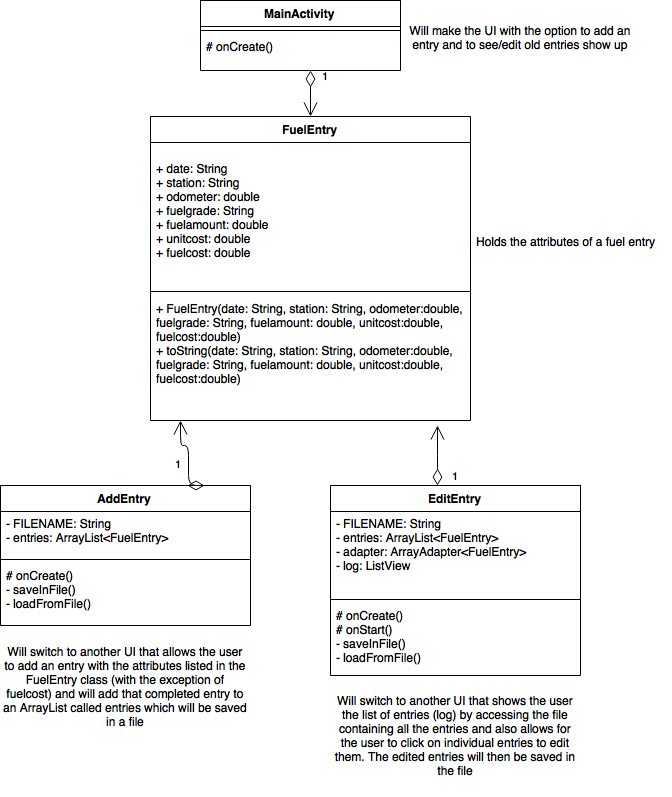 MainActivity
# onCreate()
Will make the UI with the option to add an
entry and to see/edit old entries show up
1
FuelEntry
+ date: String
+ station: String
+ odometer: double
+ fuelgrade: String
+ fuelamount: double
+ unitcost: double
+ fuelcost: double
Holds the attributes of a fuel entry
+ FuelEntry(date: String, station: String, odometer:double,
fuelgrade: String, fuelamount: double, unitcost:double,
fuelcost:double)
+ toString(date: String, station: String, odometer:double,
fuelgrade: String, fuelamount: double, unitcost:double,
fuelcost:double)
1
AddEntry
- FILENAME: String
- entries: ArrayList<FuelEntry>
# onCreate()
- saveInFile()
- loadFromFile()
Will switch to another UI that allows the user
to add an entry with the attributes listed in the
FuelEntry class (with the exception of
fuelcost) and will add that completed entry to
an ArrayList called entries which will be saved
in a file
1
EditEntry
- FILENAME: String
- entries: ArrayList<FuelEntry>
- adapter: ArrayAdapter<FuelEntry>
- log: ListView
# onCreate()
# onStart()
- saveInFile()
- loadFromFile()
Will switch to another UI that shows the user
the list of entries (log) by accessing the file
containing all the entries and also allows for
the user to click on individual entries to edit
them. The edited entries will then be saved in
the file